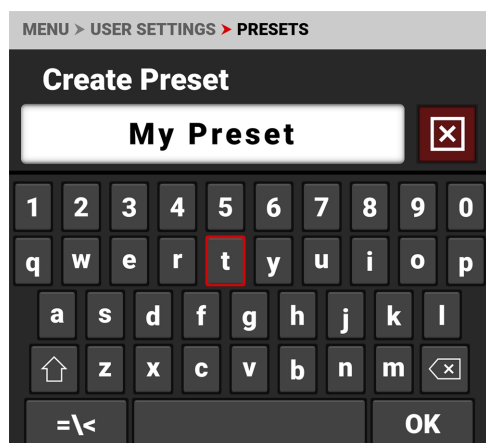 MENU > USER SETTINGS > PRESETS
Create Preset
My Preset
1 2 3 4 5 6 7 8 9 0
q w e r t y u i o p
a s d f g h j k l
z x c v b n m
=\< OK